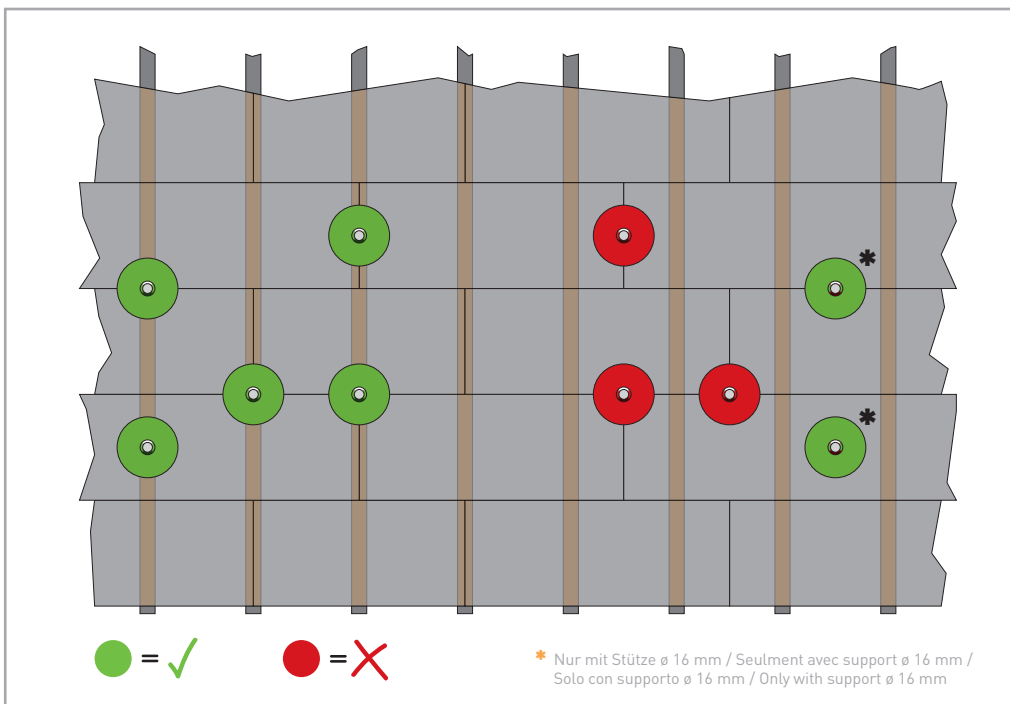 ✱
✱
= ✓
= ✗
* Nur mit Stütze ø 16 mm / Seulment avec support ø 16 mm /
Solo con supporto ø 16 mm / Only with support ø 16 mm